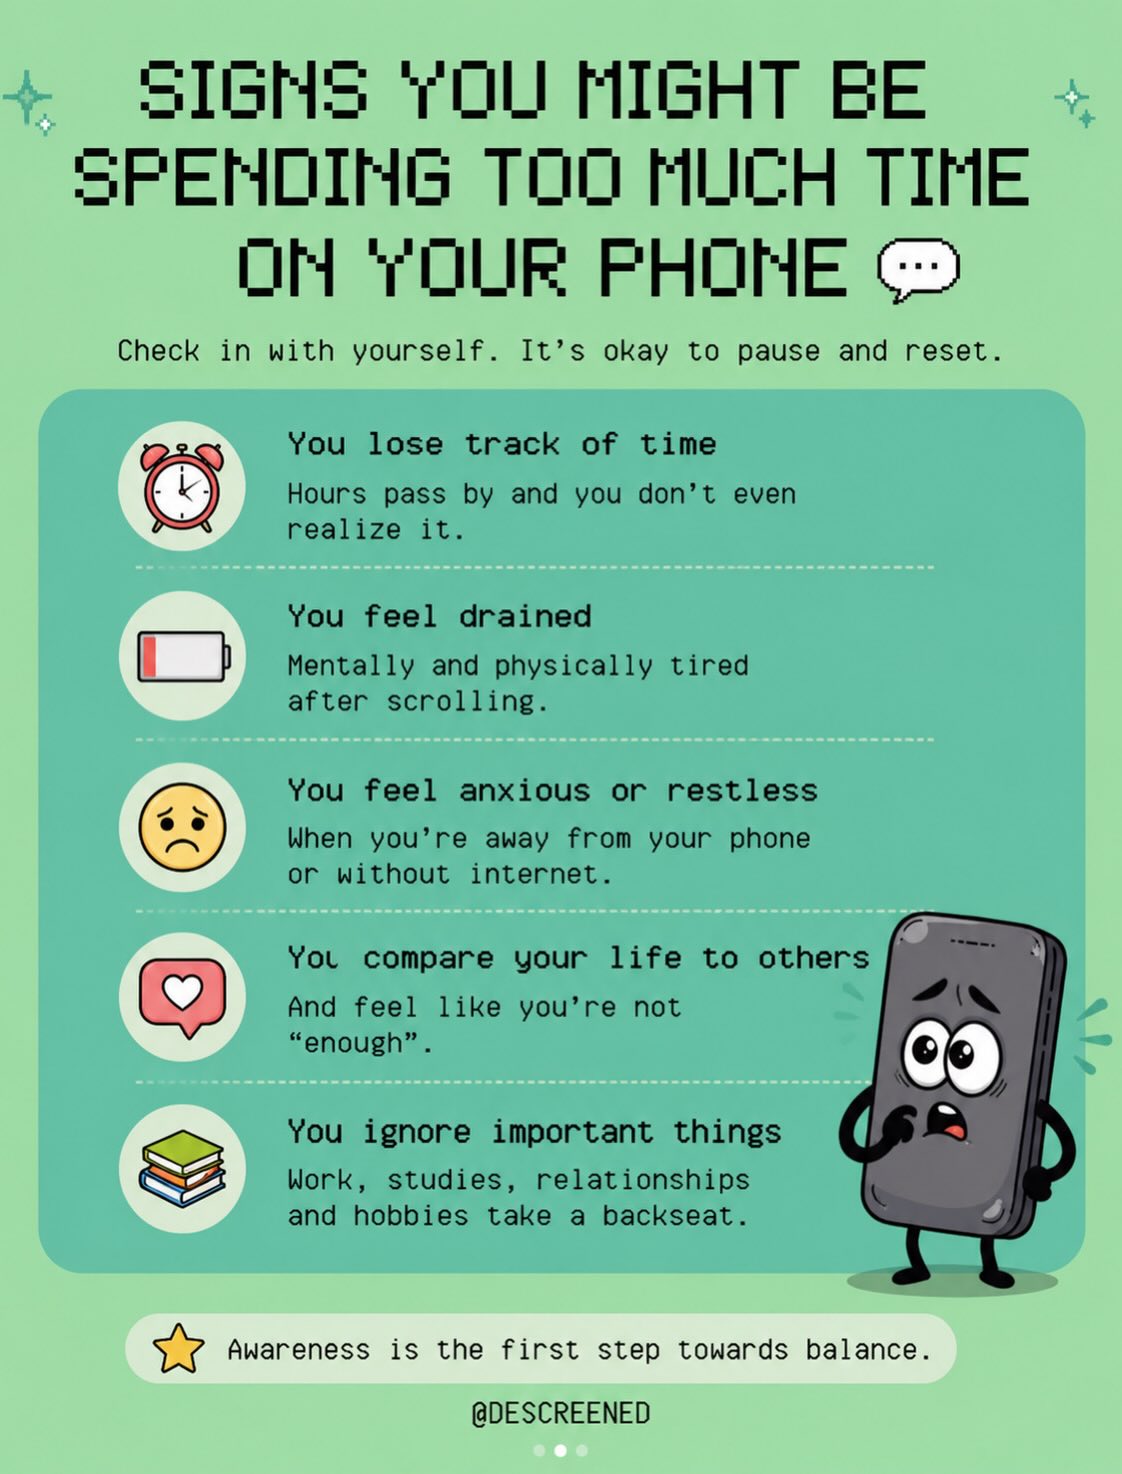 SIGNS YOU MIGHT BE
SPENDING TOO MUCH TIME
ON YOUR PHONE
Check in with yourself. It's okay to pause and reset.
You lose track of time
Hours pass by and you don't even
realize it.
You feel drained
Mentally and physically tired
after scrolling.
You feel anxious or restless
When you're away from your phone
or without internet.
You compare your life to others
And feel like you're not
“enough”.
You ignore important things
Work, studies, relationships
and hobbies take a backseat.
Awareness is the first step towards balance.
@DESCREENED